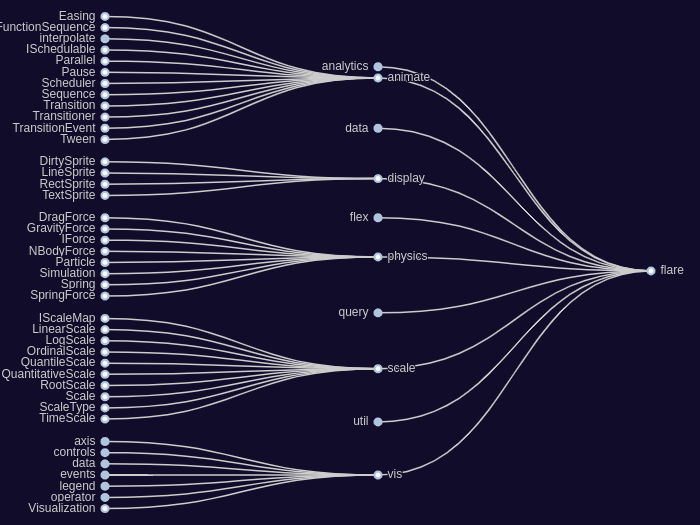 Easing
FunctionSequence
interpolate
ISchedulable
Parallel
Pause
Scheduler
Sequence
Transition
Transitioner
TransitionEvent
Tween
DirtySprite
LineSprite
RectSprite
TextSprite
DragForce
GravityForce
IForce
NBodyForce
Particle
Simulation
Spring
SpringForce
IScaleMap
LinearScale
LogScale
OrdinalScale
QuantileScale
QuantitativeScale
RootScale
Scale
ScaleType
TimeScale
axis
controls
data
events
legend
operator
Visualization
analytics
animate
data
display
flex
physics
query
scale
util
vis
flare